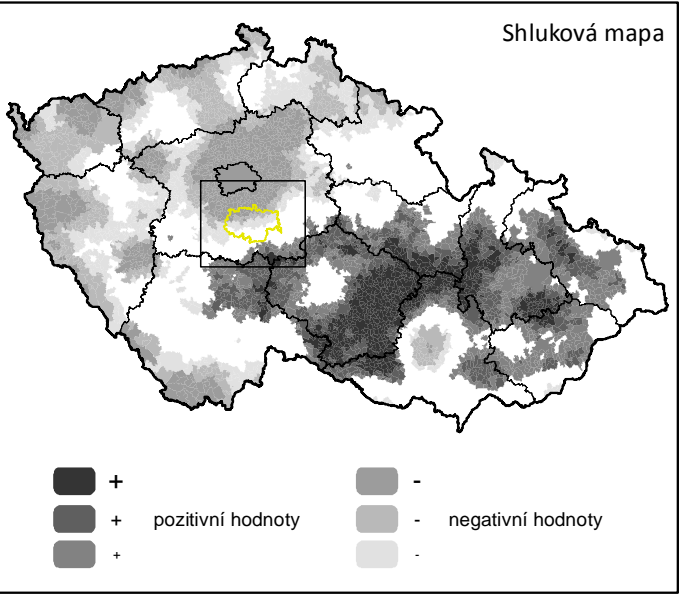 Shluková mapa
+ -
+ pozitivní hodnoty - negativní hodnoty
+ -